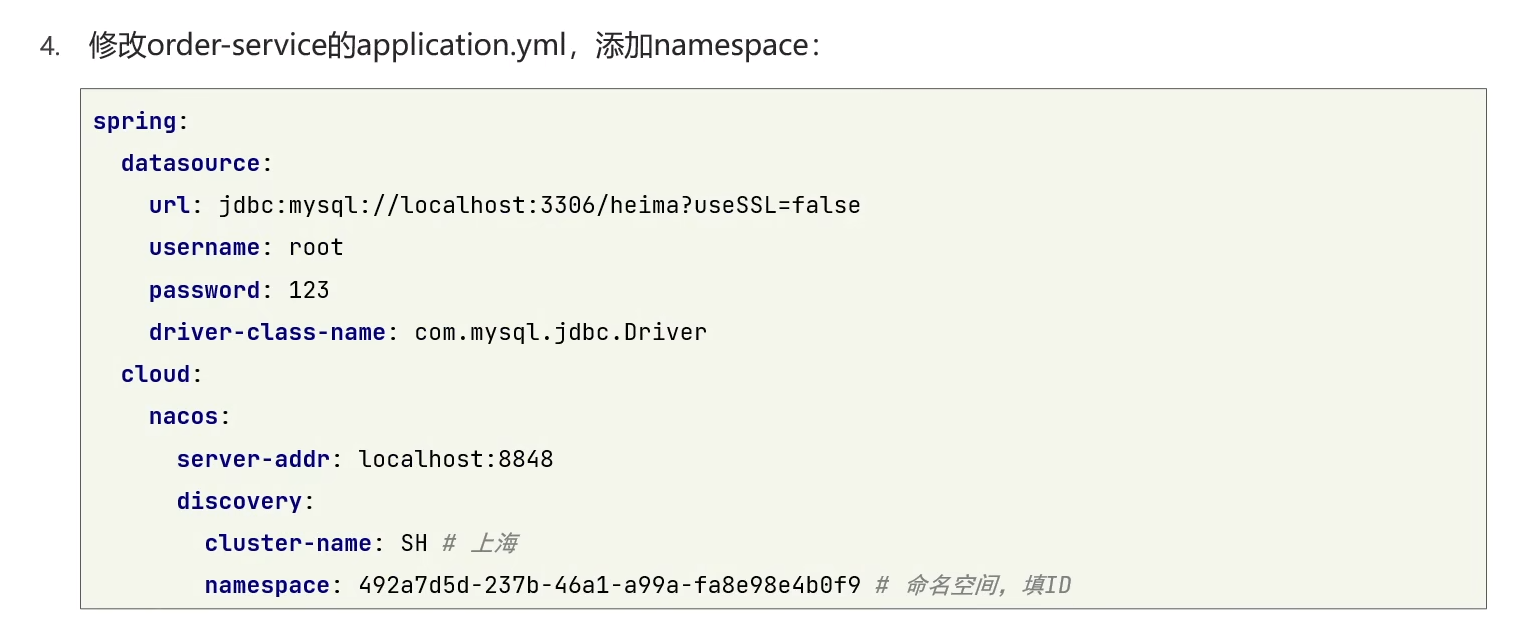 4. 修改order-service的application.yml，添加namespace：
spring:
  datasource:
    url: jdbc:mysql://localhost:3306/heima?useSSL=false
    username: root
    password: 123
    driver-class-name: com.mysql.jdbc.Driver
  cloud:
    nacos:
      server-addr: localhost:8848
      discovery:
        cluster-name: SH # 上海
        namespace: 492a7d5d-237b-46a1-a99a-fa8e98e4b0f9 # 命名空间，填ID